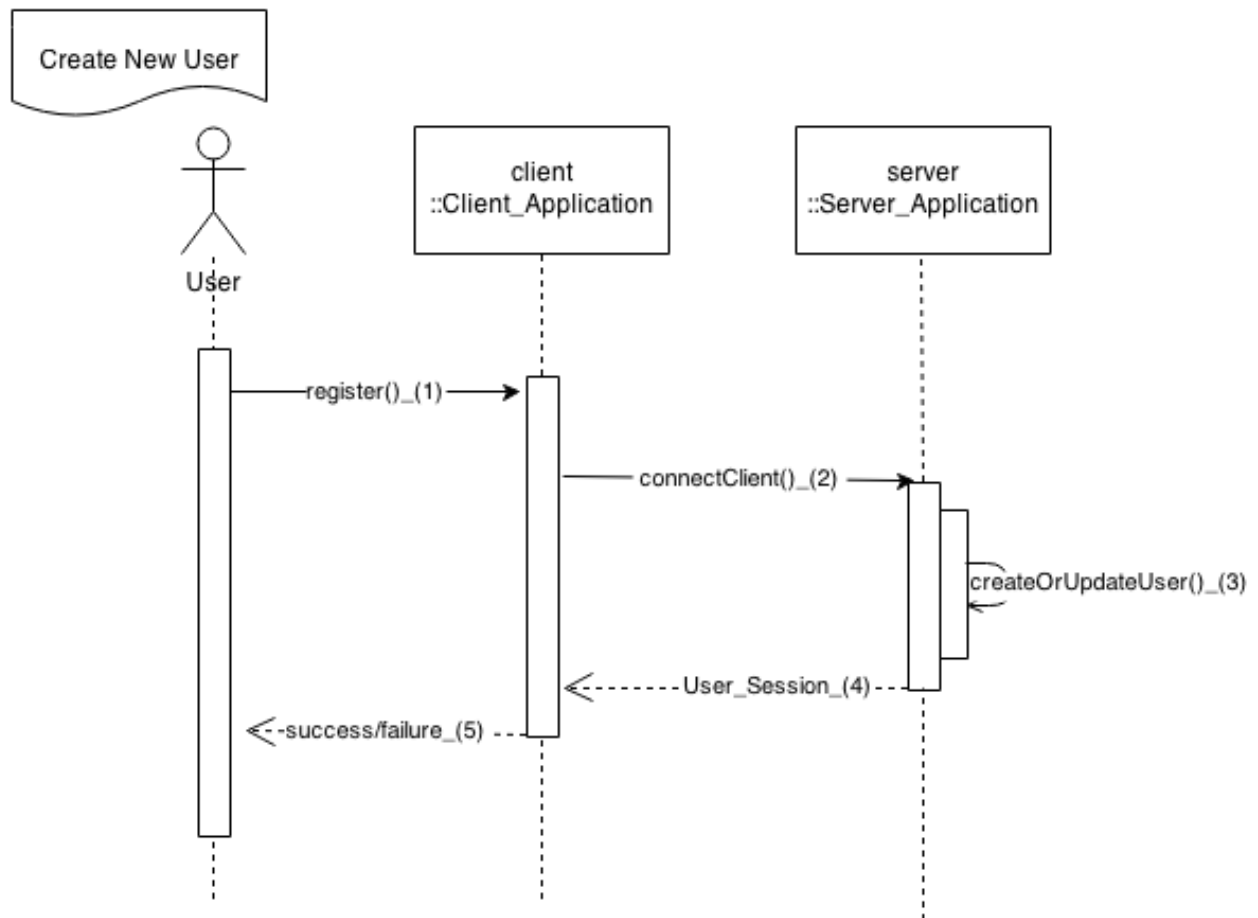 Create New User
client
::Client_Application
server
::Server_Application
User
register()_(1)
connectClient()_(2)
createOrUpdateUser()_(3)
User_Session_(4)
success/failure_(5)